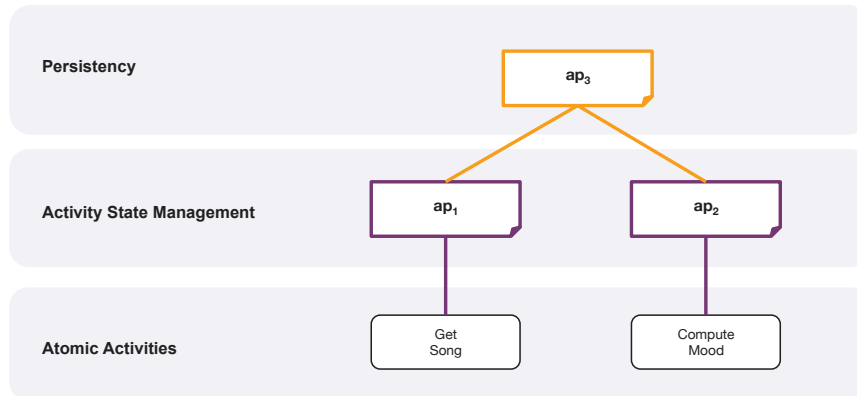 Persistency
ap₃
Activity State Management
ap₁
ap₂
Atomic Activities
Get
Song
Compute
Mood